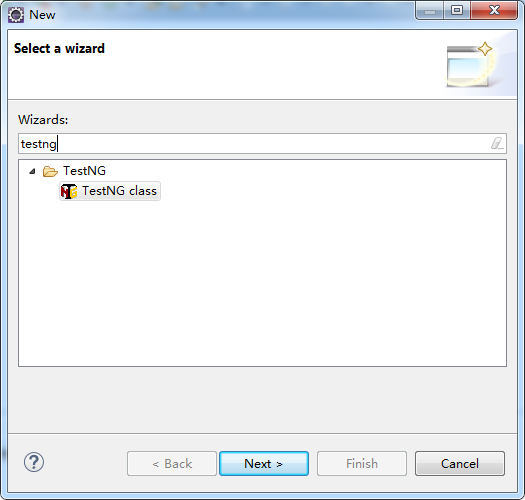 New
Select a wizard
Wizards:
testng
TestNG
TestNG class
?
< Back
Next >
Finish
Cancel